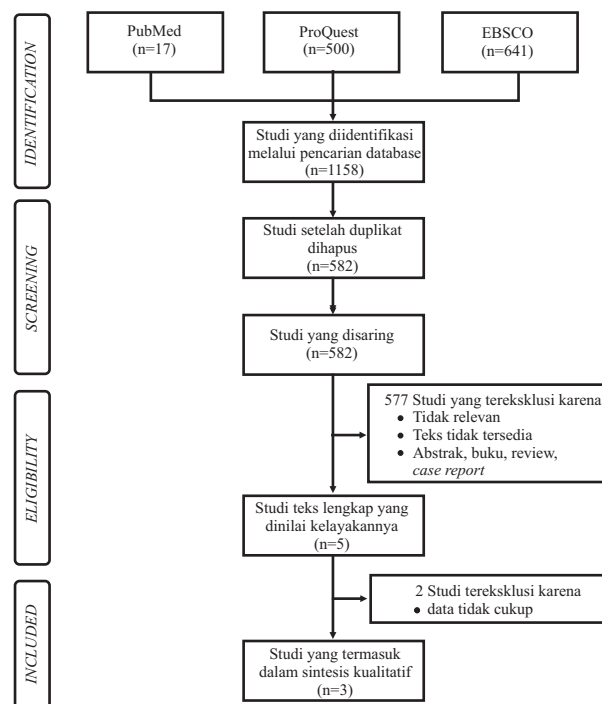 PubMed
(n=17)
ProQuest
(n=500)
EBSCO
(n=641)
IDENTIFICATION
Studi yang diidentifikasi
melalui pencarian database
(n=1158)
SCREENING
Studi setelah duplikat
dihapus
(n=582)
Studi yang disaring
(n=582)
ELIGIBILITY
577 Studi yang tereksklusi karena
• Tidak relevan
• Teks tidak tersedia
• Abstrak, buku, review,
case report
Studi teks lengkap yang
dinilai kelayakannya
(n=5)
INCLUDED
2 Studi tereksklusi karena
• data tidak cukup
Studi yang termasuk
dalam sintesis kualitatif
(n=3)